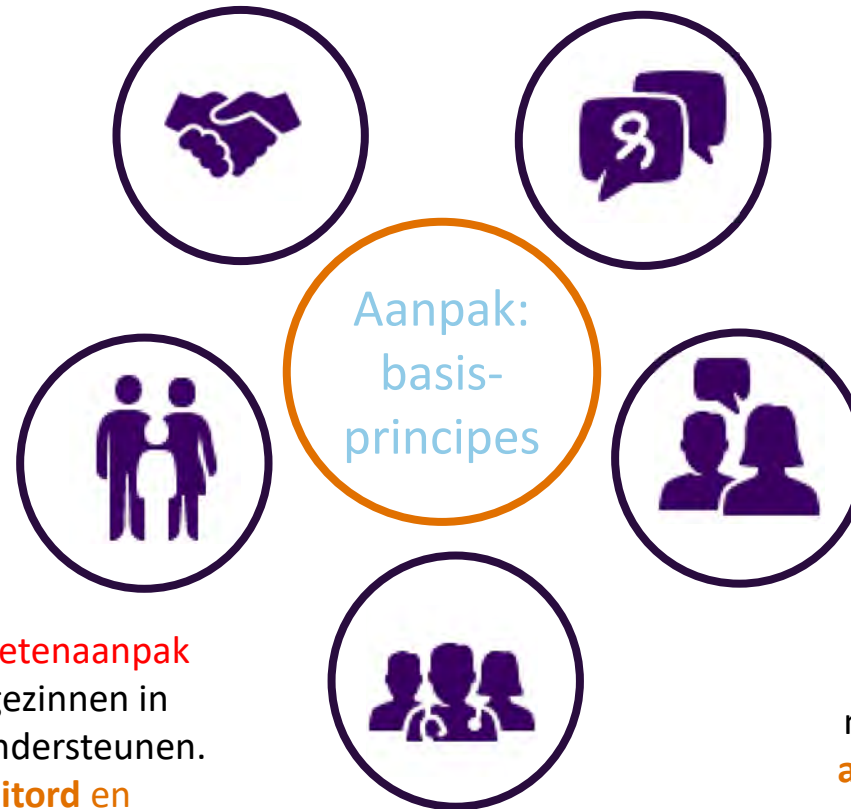 Aanpak:
basis-
principes
etenaanpak
gezinnen in
ndersteunen.
itord en